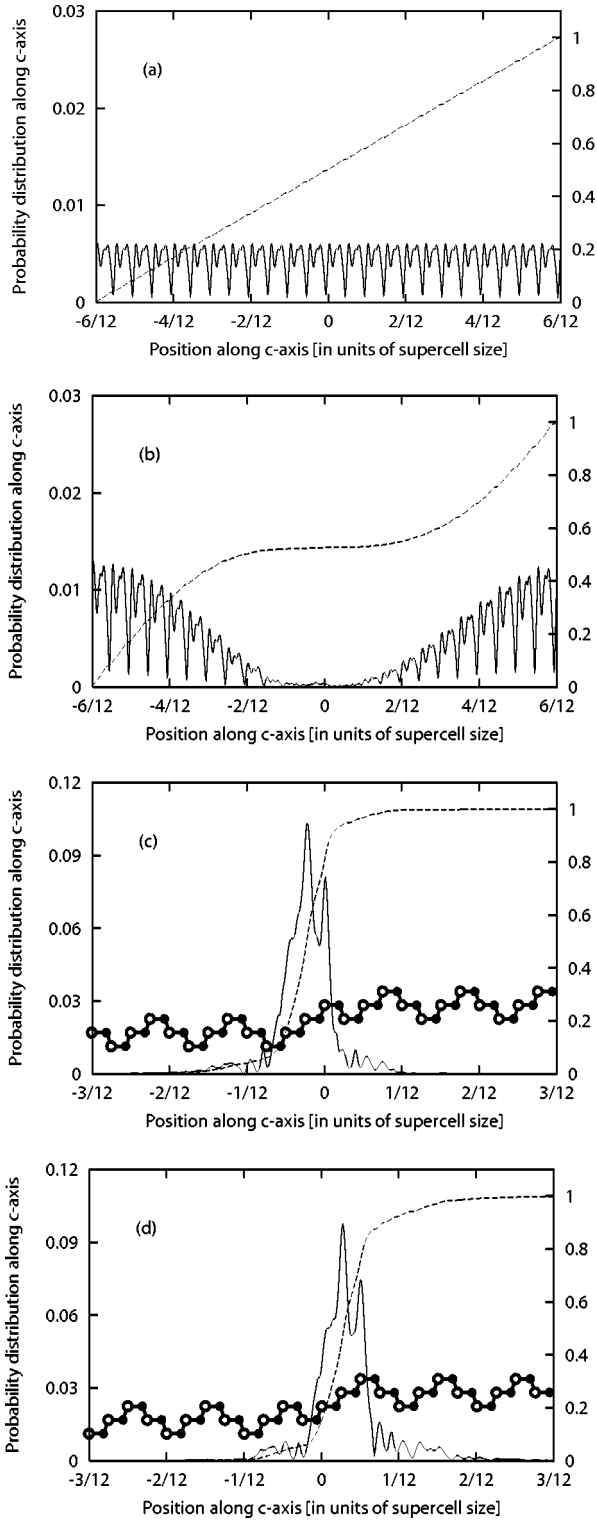 0.03
(a)
1
0.8
0.02
0.6
0.4
0.01
0.2
0
0
Probability distribution along c-axis
-6/12 -4/12 -2/12 0 2/12 4/12 6/12
Position along c-axis [in units of supercell size]
0.03
(b)
1
0.8
0.02
0.6
0.01
0.4
0.2
0
0
Probability distribution along c-axis
-6/12 -4/12 -2/12 0 2/12 4/12 6/12
Position along c-axis [in units of supercell size]
0.12
(c)
1
0.09
0.8
0.06
0.6
0.4
0.03
0.2
0
0
Probability distribution along c-axis
-3/12 -2/12 -1/12 0 1/12 2/12 3/12
Position along c-axis [in units of supercell size]
0.12
(d)
1
0.09
0.8
0.06
0.6
0.4
0.03
0.2
0
0
Probability distribution along c-axis
-3/12 -2/12 -1/12 0 1/12 2/12 3/12
Position along c-axis [in units of supercell size]